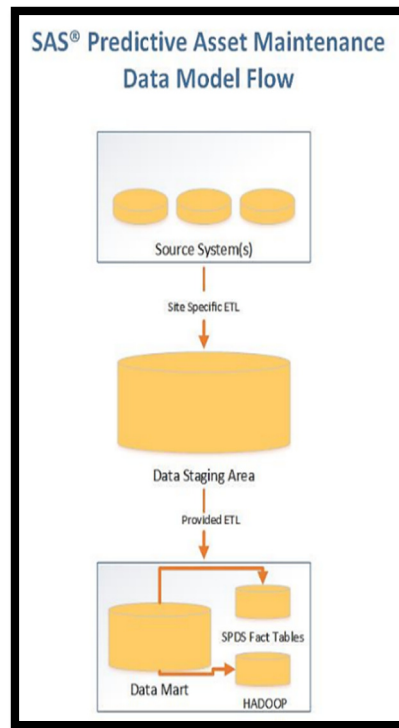 SAS® Predictive Asset Maintenance
Data Model Flow
Source System(s)
Site Specific ETL
Data Staging Area
Provided ETL
SPDS Fact Tables
Data Mart
HADOOP